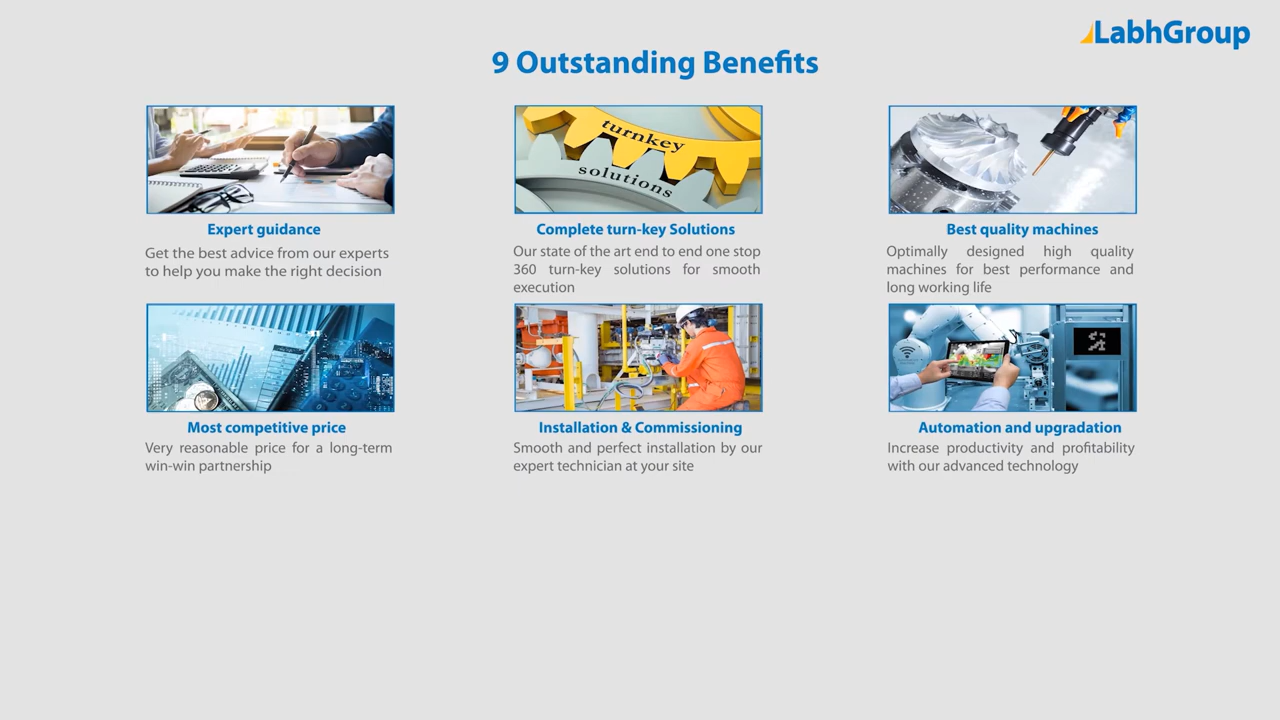 LabhGroup
9 Outstanding Benefits
turnkey
solutions
Expert guidance
Get the best advice from our experts
to help you make the right decision
Complete turn-key Solutions
Our state of the art end to end one stop
360 turn-key solutions for smooth
execution
Best quality machines
Optimally designed high quality
machines for best performance and
long working life
Most competitive price
Very reasonable price for a long-term
win-win partnership
Installation & Commissioning
Smooth and perfect installation by our
expert technician at your site
Automation and upgradation
Increase productivity and profitability
with our advanced technology